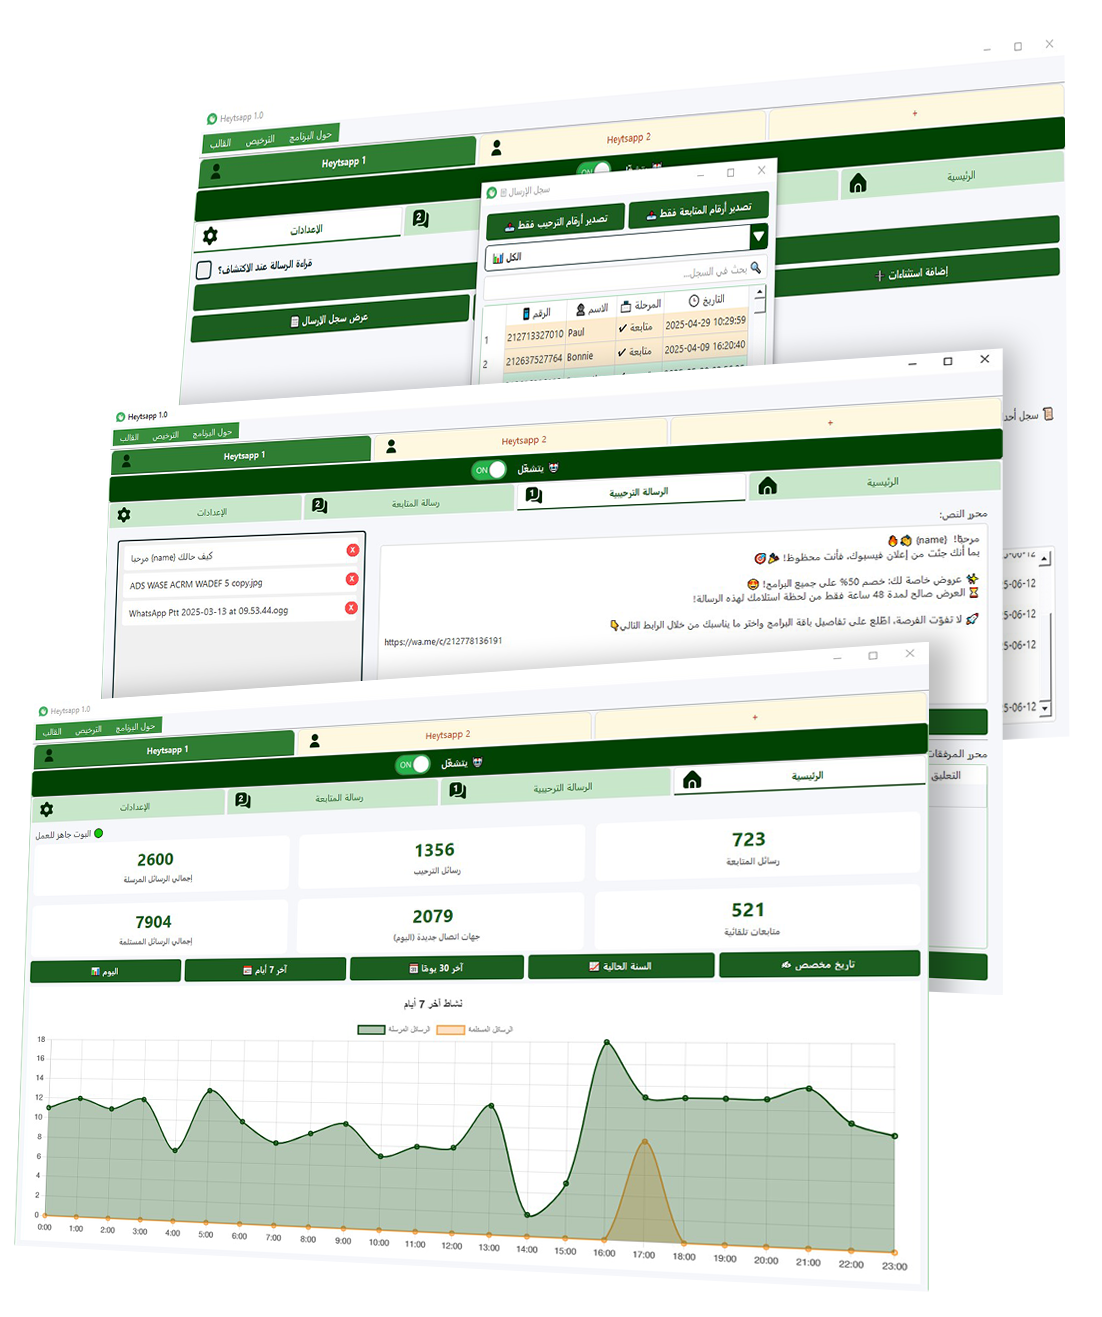 Heytsapp 1.0
القالب الترخيص حول البرنامج
Heytsapp 1
Heytsapp 2
+
ON
الرئيسية
2
الإعدادات
قراءة الرسالة عند الاكتشاف؟
إضافة استثناءات
عرض سجل الإرسال
سجل الإرسال
تصدير أرقام المتابعة فقط
تصدير أرقام الترحيب فقط
الكل
بحث في السجل...
التاريخ المرحلة الاسم الرقم
1 212713327010 Paul متابعة ✔ 2025-04-29 10:29:59
2 212637527764 Bonnie متابعة ✔ 2025-04-09 16:20:40
5-06-12
5-06-12
5-06-12
5-06-12
Heytsapp 1.0
القالب الترخيص حول البرنامج
Heytsapp 1
Heytsapp 2
+
ON يتشغّل
الرئيسية
1 الرسالة الترحيبية
2 رسالة المتابعة
الإعدادات
محرر النص:
مرحبًا! {name} 👏🔥
بما أنك جئت من إعلان فيسبوك، فأنت محظوظ! 🎉🎯
عروض خاصة لك: خصم 50% على جميع البرامج! 🤩
⏳ العرض صالح لمدة 48 ساعة فقط من لحظة استلامك لهذه الرسالة!
🚀 لا تفوّت الفرصة، اطّلع على تفاصيل باقة البرامج واختر ما يناسبك من خلال الرابط التالي👇
https://wa.me/c/212778136191
كيف حالك {name} مرحبا
X
ADS WASE ACRM WADEF 5 copy.jpg
X
WhatsApp Ptt 2025-03-13 at 09.53.44.ogg
X
محرر المرفقات
التعليق
Heytsapp 1.0
القالب الترخيص حول البرنامج
Heytsapp 1
Heytsapp 2
+
ON يتشغّل
الرئيسية
1 الرسالة الترحيبية
2 رسالة المتابعة
الإعدادات
البوت جاهز للعمل
723
رسائل المتابعة
1356
رسائل الترحيب
2600
إجمالي الرسائل المرسلة
521
متابعات تلقائية
2079
جهات اتصال جديدة (اليوم)
7904
إجمالي الرسائل المستلمة
تاريخ مخصص
السنة الحالية
آخر 30 يومًا
آخر 7 أيام
اليوم
نشاط آخر 7 أيام
الرسائل المرسلة الرسائل المستلمة
18
16
14
12
10
8
6
4
2
0
0:00 1:00 2:00 3:00 4:00 5:00 6:00 7:00 8:00 9:00 10:00 11:00 12:00 13:00 14:00 15:00 16:00 17:00 18:00 19:00 20:00 21:00 22:00 23:00